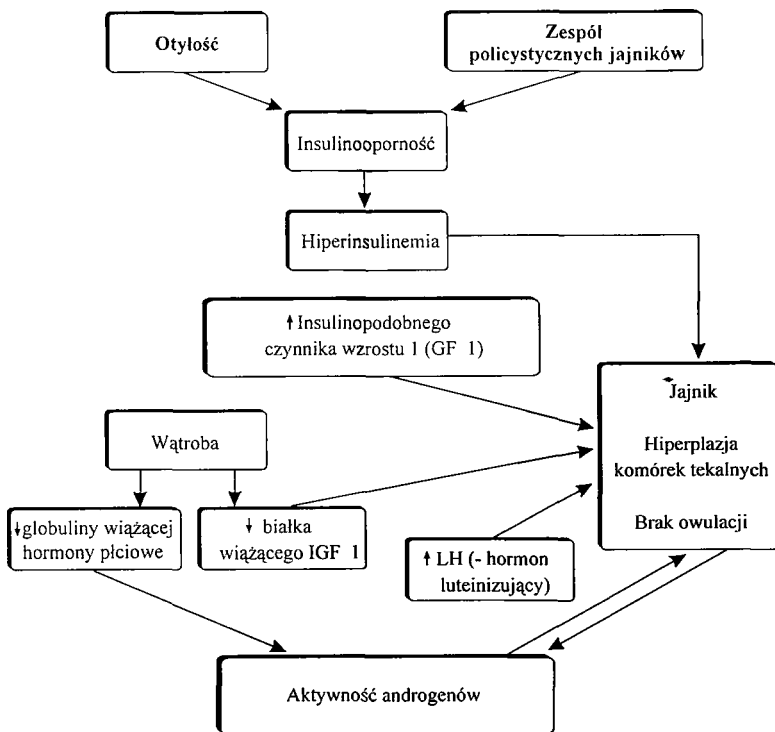 Otyłość
Zespół
policystycznych jajników
Insulinooporność
Hiperinsulinemia
↑ Insulinopodobnego
czynnika wzrostu 1 (GF 1)
Jajnik
Hiperplazja
komórek tekalnych
Brak owulacji
Wątroba
↓globuliny wiążącej
hormony płciowe
↓ białka
wiążącego IGF 1
↑ LH (- hormon
luteinizujący)
Aktywność androgenów